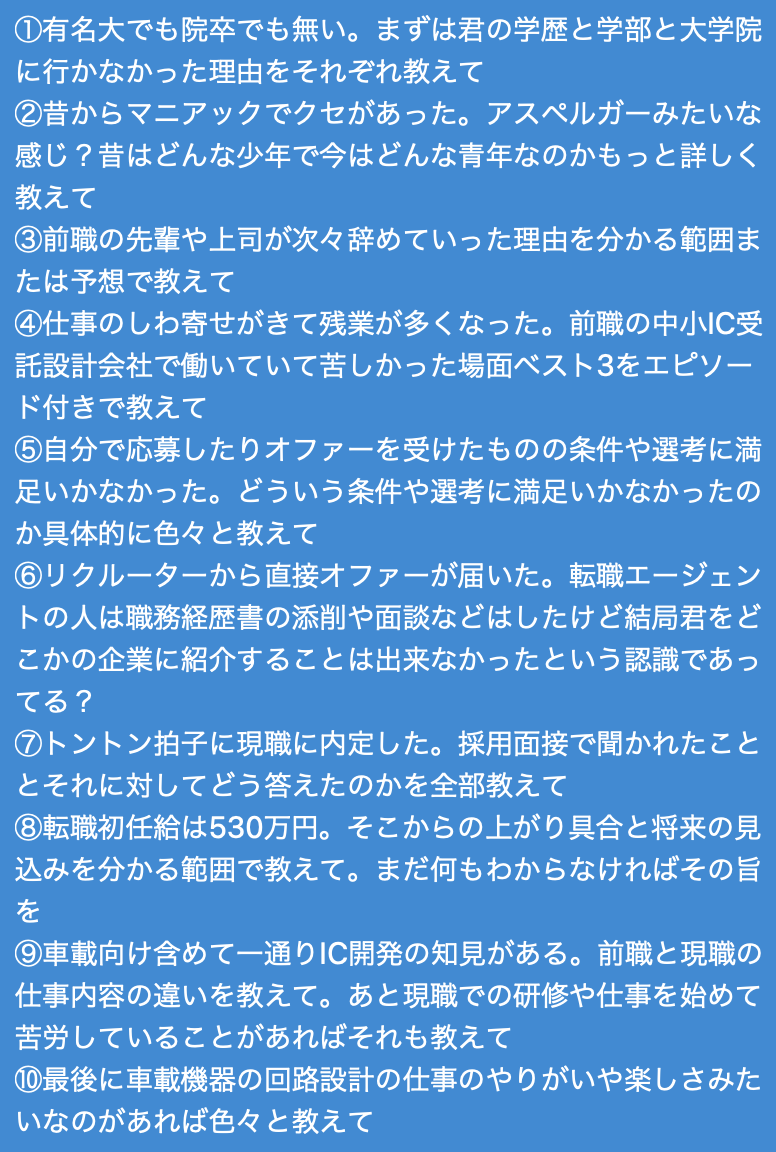 ①有名大でも院卒でも無い。まずは君の学歴と学部と大学院
に行かなかった理由をそれぞれ教えて
②昔からマニアックでクセがあった。アスペルガーみたいな
感じ？昔はどんな少年で今はどんな青年なのかもっと詳しく
教えて
③前職の先輩や上司が次々辞めていった理由を分かる範囲ま
たは予想で教えて
④仕事のしわ寄せがきて残業が多くなった。前職の中小IC受
託設計会社で働いていて苦しかった場面ベスト3をエピソー
ド付きで教えて
⑤自分で応募したりオファーを受けたものの条件や選考に満
足いかなかった。どういう条件や選考に満足いかなかったの
か具体的に色々と教えて
⑥リクルーターから直接オファーが届いた。転職エージェン
トの人は職務経歴書の添削や面談などはしたけど結局君をど
こかの企業に紹介することは出来なかったという認識であっ
てる？
⑦トントン拍子に現職に内定した。採用面接で聞かれたこと
とそれに対してどう答えたのかを全部教えて
⑧転職初任給は530万円。そこからの上がり具合と将来の見
込みを分かる範囲で教えて。まだ何もわからなければその旨
を
⑨車載向け含めて一通りIC開発の知見がある。前職と現職の
仕事内容の違いを教えて。あと現職での研修や仕事を始めて
苦労していることがあればそれも教えて
⑩最後に車載機器の回路設計の仕事のやりがいや楽しさみた
いなのがあれば色々と教えて